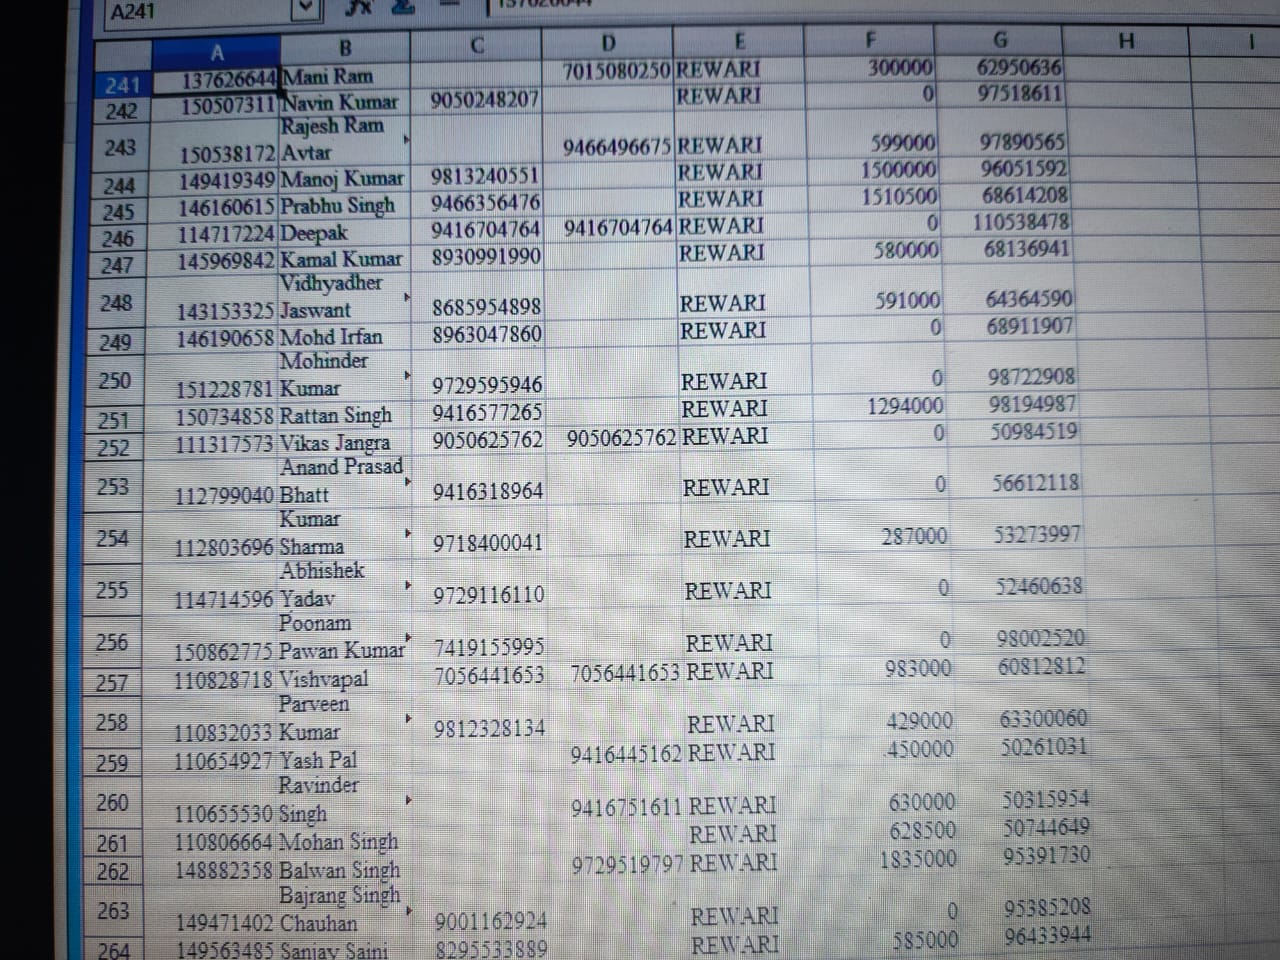 A241
A B C D E F G H I
241 137626644 Mani Ram 7015080250 REWARI 300000 62950636
242 150507311 Navin Kumar 9050248207 REWARI 0 97518611
Rajesh Ram
243 150538172 Avtar 9466496675 REWARI 599000 97890565
244 149419349 Manoj Kumar 9813240551 REWARI 1500000 96051592
245 146160615 Prabhu Singh 9466356476 REWARI 1510500 68614208
246 114717224 Deepak 9416704764 9416704764 REWARI 0 110538478
247 145969842 Kamal Kumar 8930991990 REWARI 580000 68136941
Vidhyadher
248 143153325 Jaswant 8685954898 REWARI 591000 64364590
249 146190658 Mohd Irfan 8963047860 REWARI 0 68911907
Mohinder
250 151228781 Kumar 9729595946 REWARI 0 98722908
251 150734858 Rattan Singh 9416577265 REWARI 1294000 98194987
252 111317573 Vikas Jangra 9050625762 9050625762 REWARI 0 50984519
Anand Prasad
253 112799040 Bhatt 9416318964 REWARI 0 56612118
Kumar
254 112803696 Sharma 9718400041 REWARI 287000 53273997
Abhishek
255 114714596 Yadav 9729116110 REWARI 0 52460638
Poonam
256 150862775 Pawan Kumar 7419155995 REWARI 0 98002520
257 110828718 Vishvapal 7056441653 7056441653 REWARI 983000 60812812
Parveen
258 110832033 Kumar 9812328134 REWARI 429000 63300060
259 110654927 Yash Pal 9416445162 REWARI 450000 50261031
Ravinder
260 110655530 Singh 9416751611 REWARI 630000 50315954
261 110806664 Mohan Singh REWARI 628500 50744649
262 148882358 Balwan Singh 9729519797 REWARI 1835000 95391730
Bajrang Singh
263 149471402 Chauhan 9001162924 REWARI 0 95385208
264 149563485 Sanjay Saini 8295533889 REWARI 585000 96433944